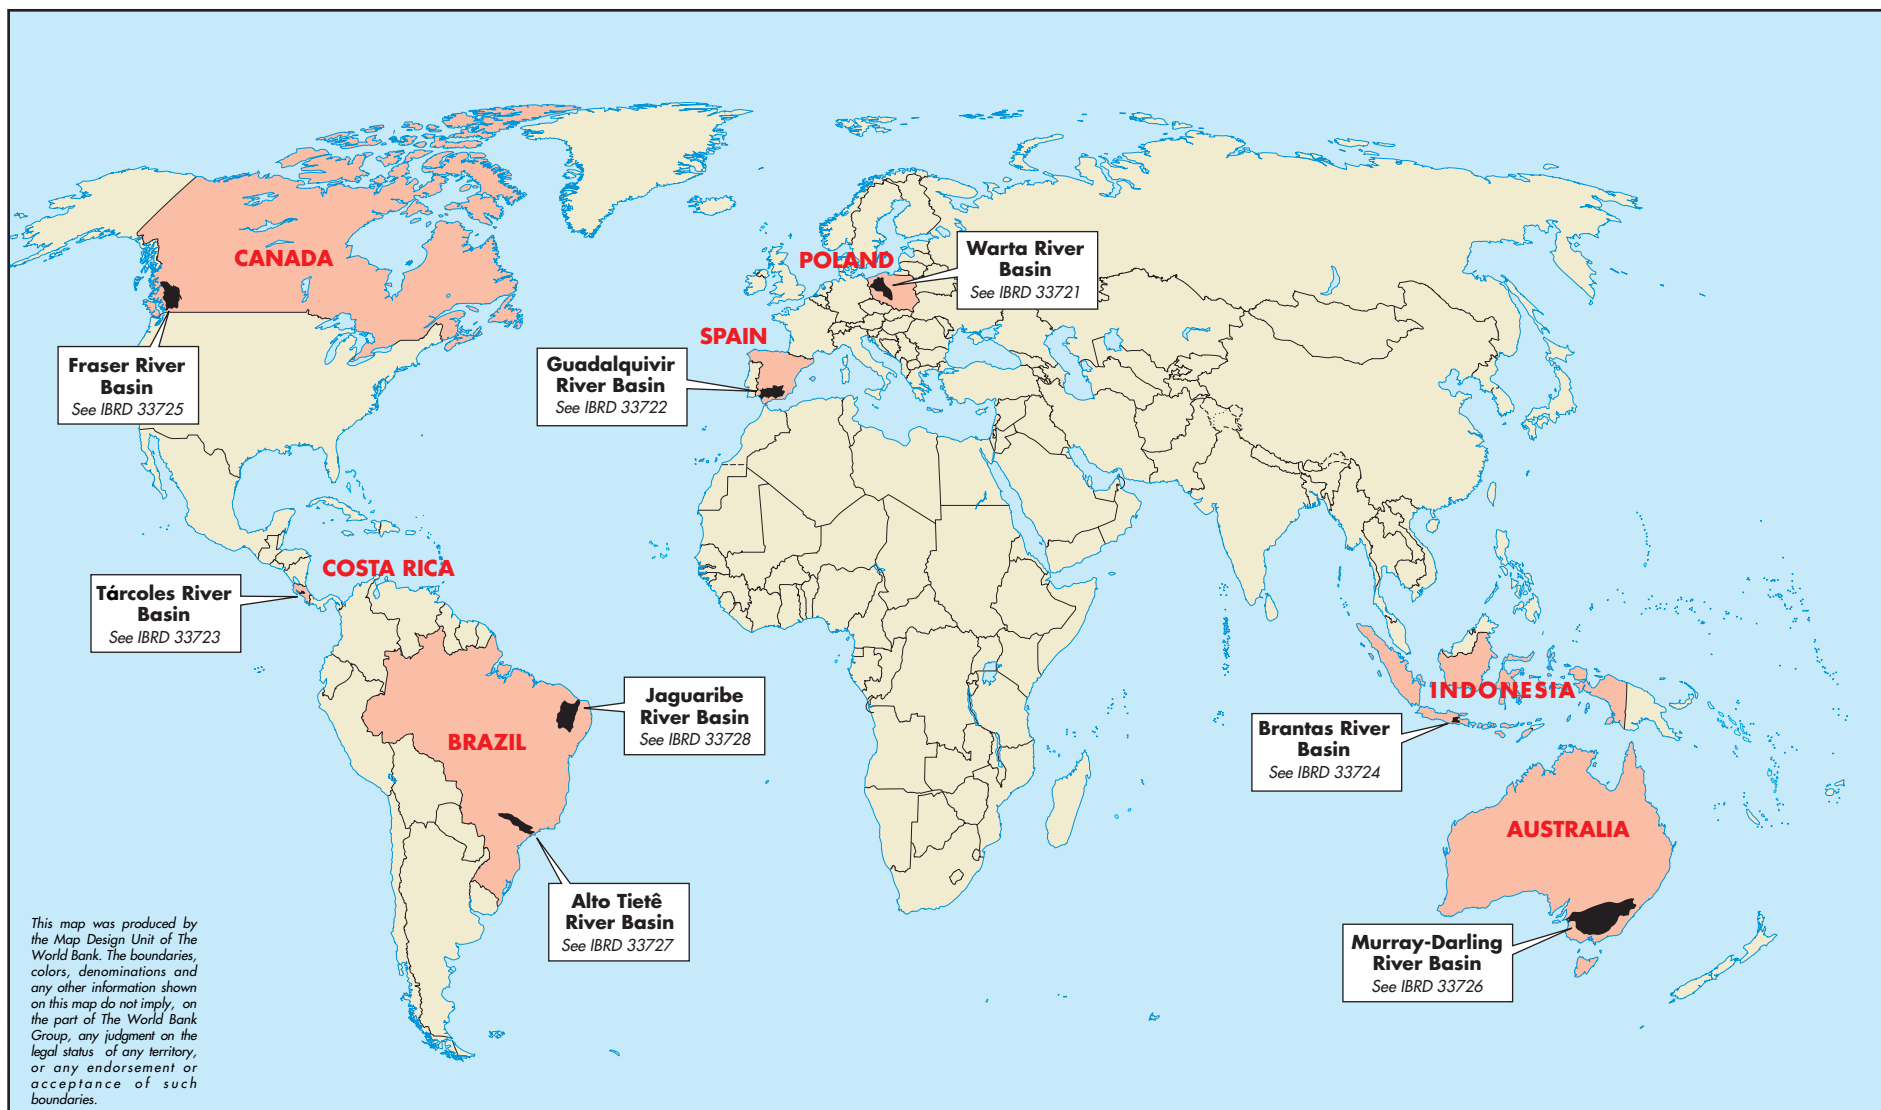 CANADA
POLAND
Warta River
Basin
See IBRD 33721
SPAIN
Fraser River
Basin
See IBRD 33725
Guadalquivir
River Basin
See IBRD 33722
COSTA RICA
Tárcoles River
Basin
See IBRD 33723
Jaguaribe
River Basin
See IBRD 33728
BRAZIL
INDONESIA
Brantas River
Basin
See IBRD 33724
AUSTRALIA
Alto Tietê
River Basin
See IBRD 33727
Murray-Darling
River Basin
See IBRD 33726
This map was produced by
the Map Design Unit of The
World Bank. The boundaries,
colors, denominations and
any other information shown
on this map do not imply, on
the part of The World Bank
Group, any judgment on the
legal status of any territory,
or any endorsement or
acceptance of such
boundaries.